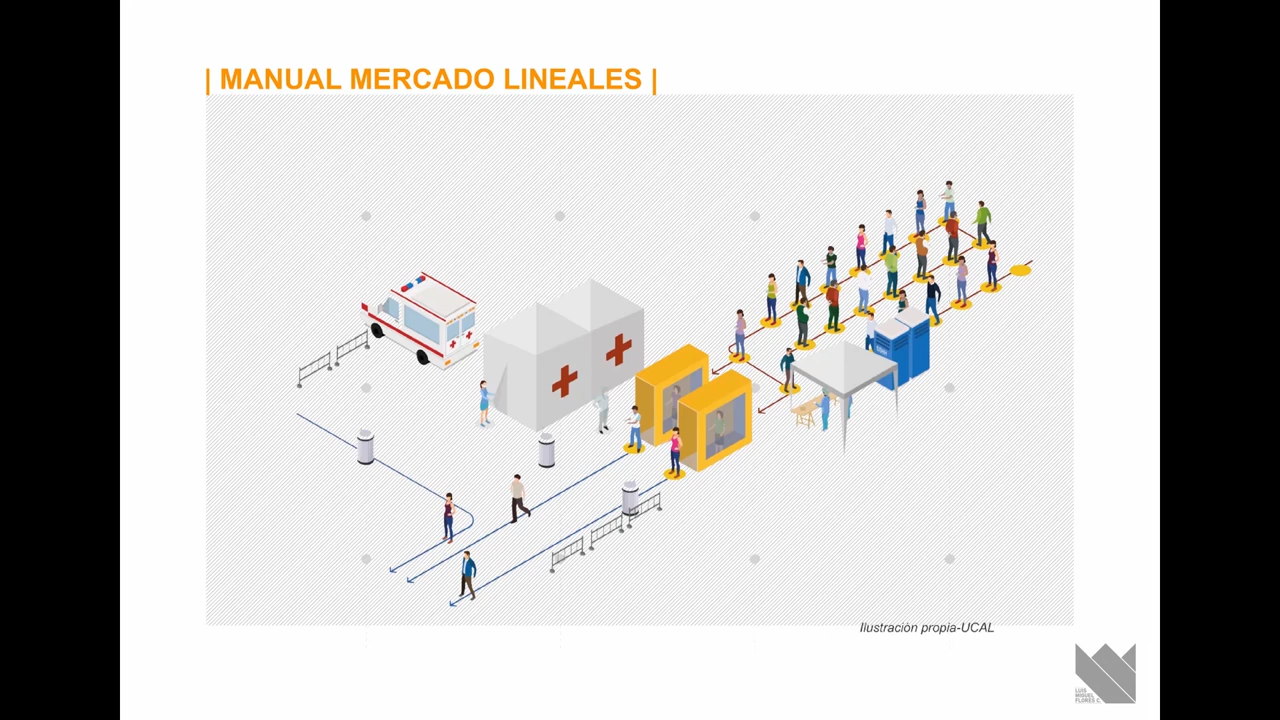 | MANUAL MERCADO LINEALES |
Ilustración propia-UCAL
LUIS
MIGUEL
FLORES C.